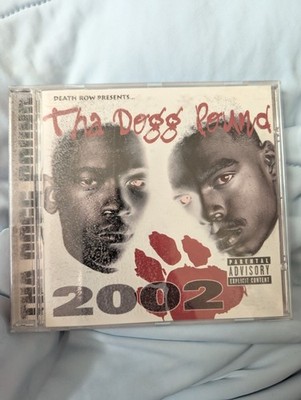 DEATH ROW PRESENTS...
Tha Dogg Pound
2002
PARENTAL
ADVISORY
EXPLICIT CONTENT
THA DOGG POUND